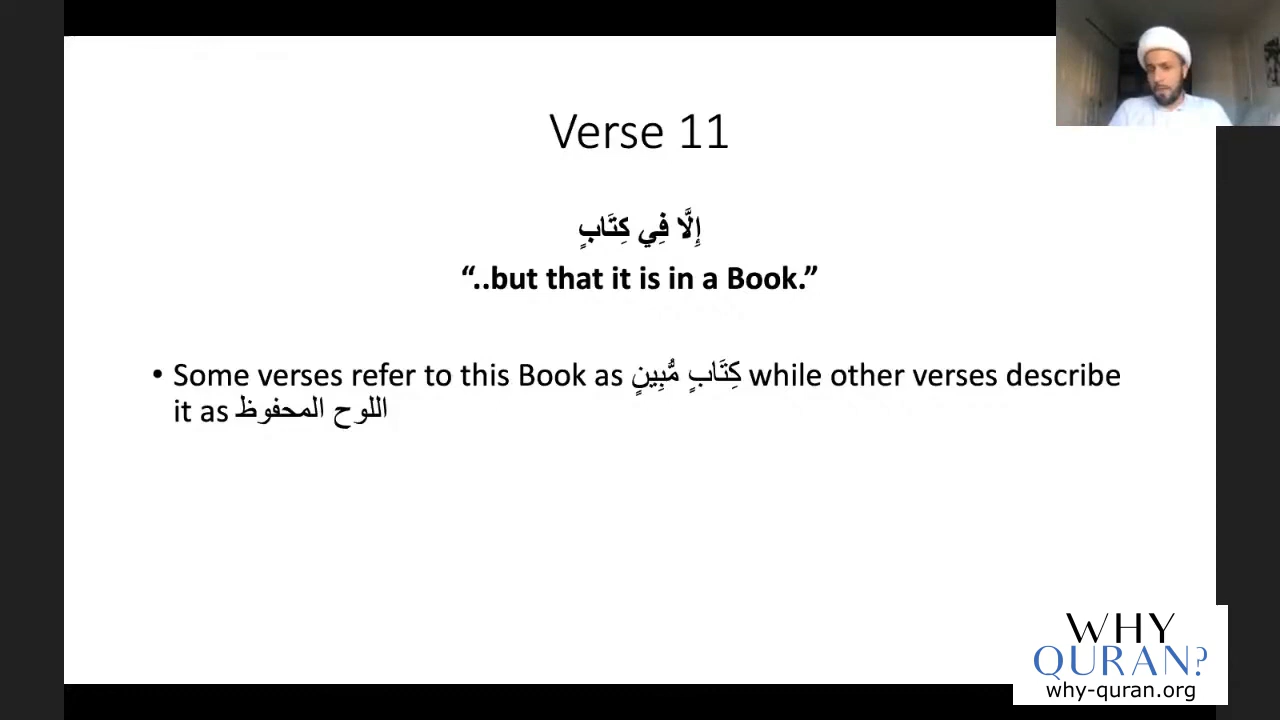 Verse 11
إِلَّا فِي كِتَابٍ
“..but that it is in a Book.”
• Some verses refer to this Book as كِتَابٍ مُّبِينٍ while other verses describe
it as اللوح المحفوظ
WHY
QURAN?
why-quran.org